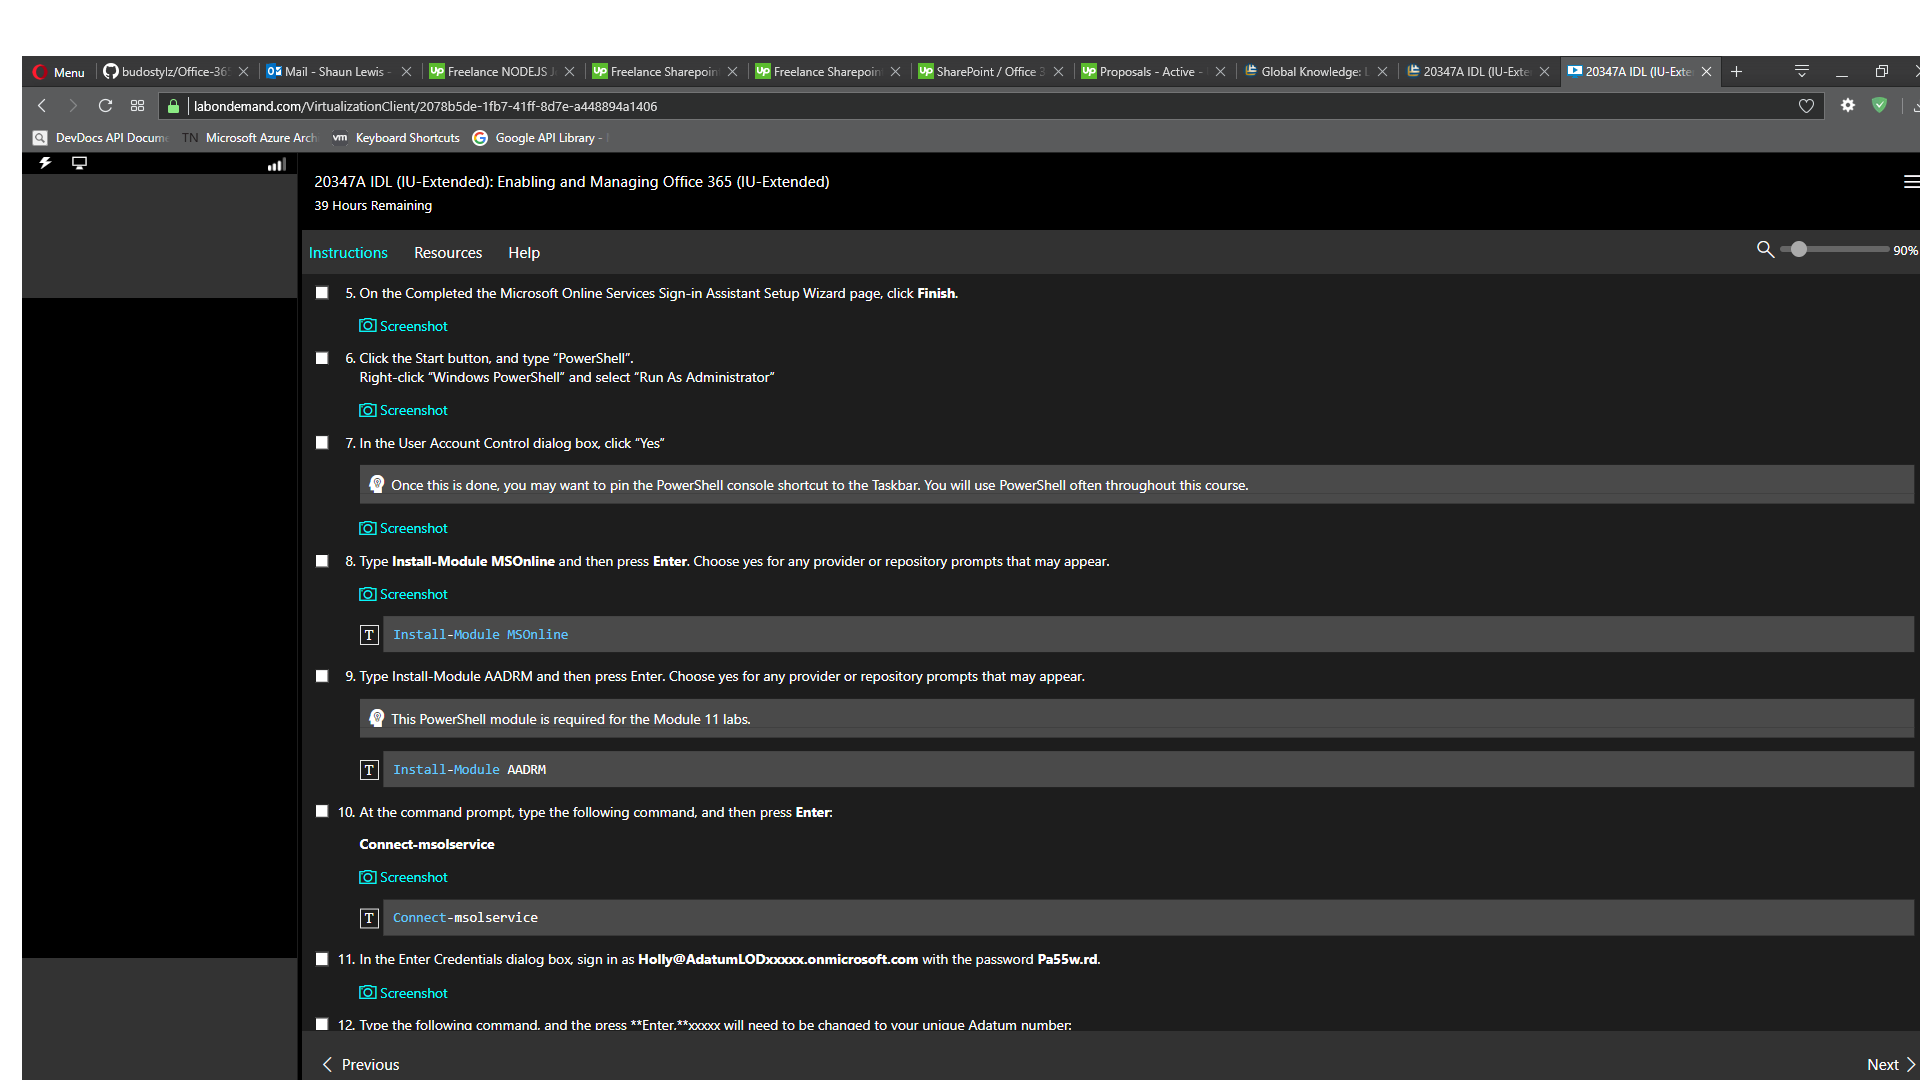 Menu
budostylz/Office-365
Mail - Shaun Lewis -
Freelance NODEJS J
Freelance Sharepoin
Freelance Sharepoin
SharePoint / Office 3
Proposals - Active -
Global Knowledge: L
20347A IDL (IU-Exte
20347A IDL (IU-Exte
labondemand.com/VirtualizationClient/2078b5de-1fb7-41ff-8d7e-a448894a1406
DevDocs API Docume
TN Microsoft Azure Arch
vm Keyboard Shortcuts
Google API Library -
20347A IDL (IU-Extended): Enabling and Managing Office 365 (IU-Extended)
39 Hours Remaining
Instructions
Resources
Help
90%
5. On the Completed the Microsoft Online Services Sign-in Assistant Setup Wizard page, click Finish.
Screenshot
6. Click the Start button, and type “PowerShell”.
Right-click “Windows PowerShell” and select “Run As Administrator”
Screenshot
7. In the User Account Control dialog box, click “Yes”
Once this is done, you may want to pin the PowerShell console shortcut to the Taskbar. You will use PowerShell often throughout this course.
Screenshot
8. Type Install-Module MSOnline and then press Enter. Choose yes for any provider or repository prompts that may appear.
Screenshot
T Install-Module MSOnline
9. Type Install-Module AADRM and then press Enter. Choose yes for any provider or repository prompts that may appear.
This PowerShell module is required for the Module 11 labs.
T Install-Module AADRM
10. At the command prompt, type the following command, and then press Enter:
Connect-msolservice
Screenshot
T Connect-msolservice
11. In the Enter Credentials dialog box, sign in as Holly@AdatumLODxxxxx.onmicrosoft.com with the password Pa55w.rd.
Screenshot
12. Type the following command, and the press **Enter.**xxxxx will need to be changed to your unique Adatum number:
Previous
Next